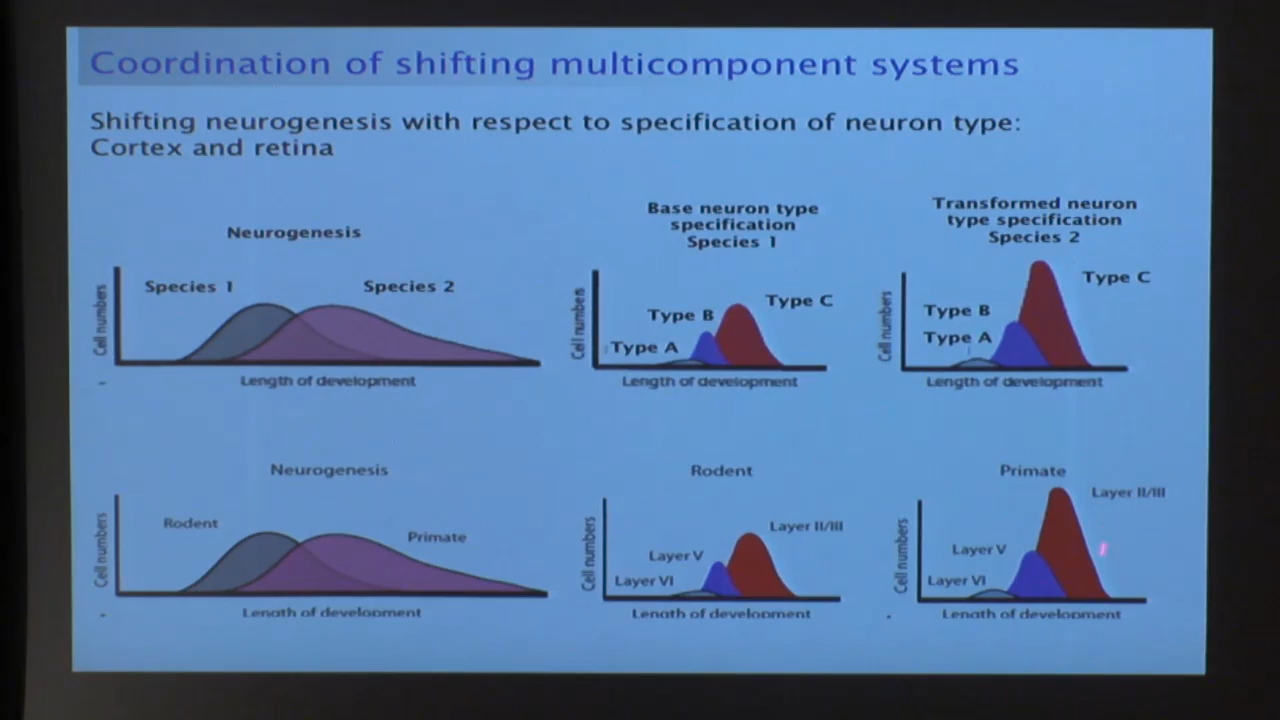 Coordination of shifting multicomponent systems
Shifting neurogenesis with respect to specification of neuron type:
Cortex and retina
Neurogenesis
Species 1
Species 2
Cell numbers
Length of development
Base neuron type
specification
Species 1
Type A
Type B
Type C
Cell numbers
Length of development
Transformed neuron
type specification
Species 2
Type A
Type B
Type C
Cell numbers
Length of development
Neurogenesis
Rodent
Primate
Cell numbers
Length of development
Rodent
Layer VI
Layer V
Layer II/III
Cell numbers
Length of development
Primate
Layer VI
Layer V
Layer II/III
Cell numbers
Length of development